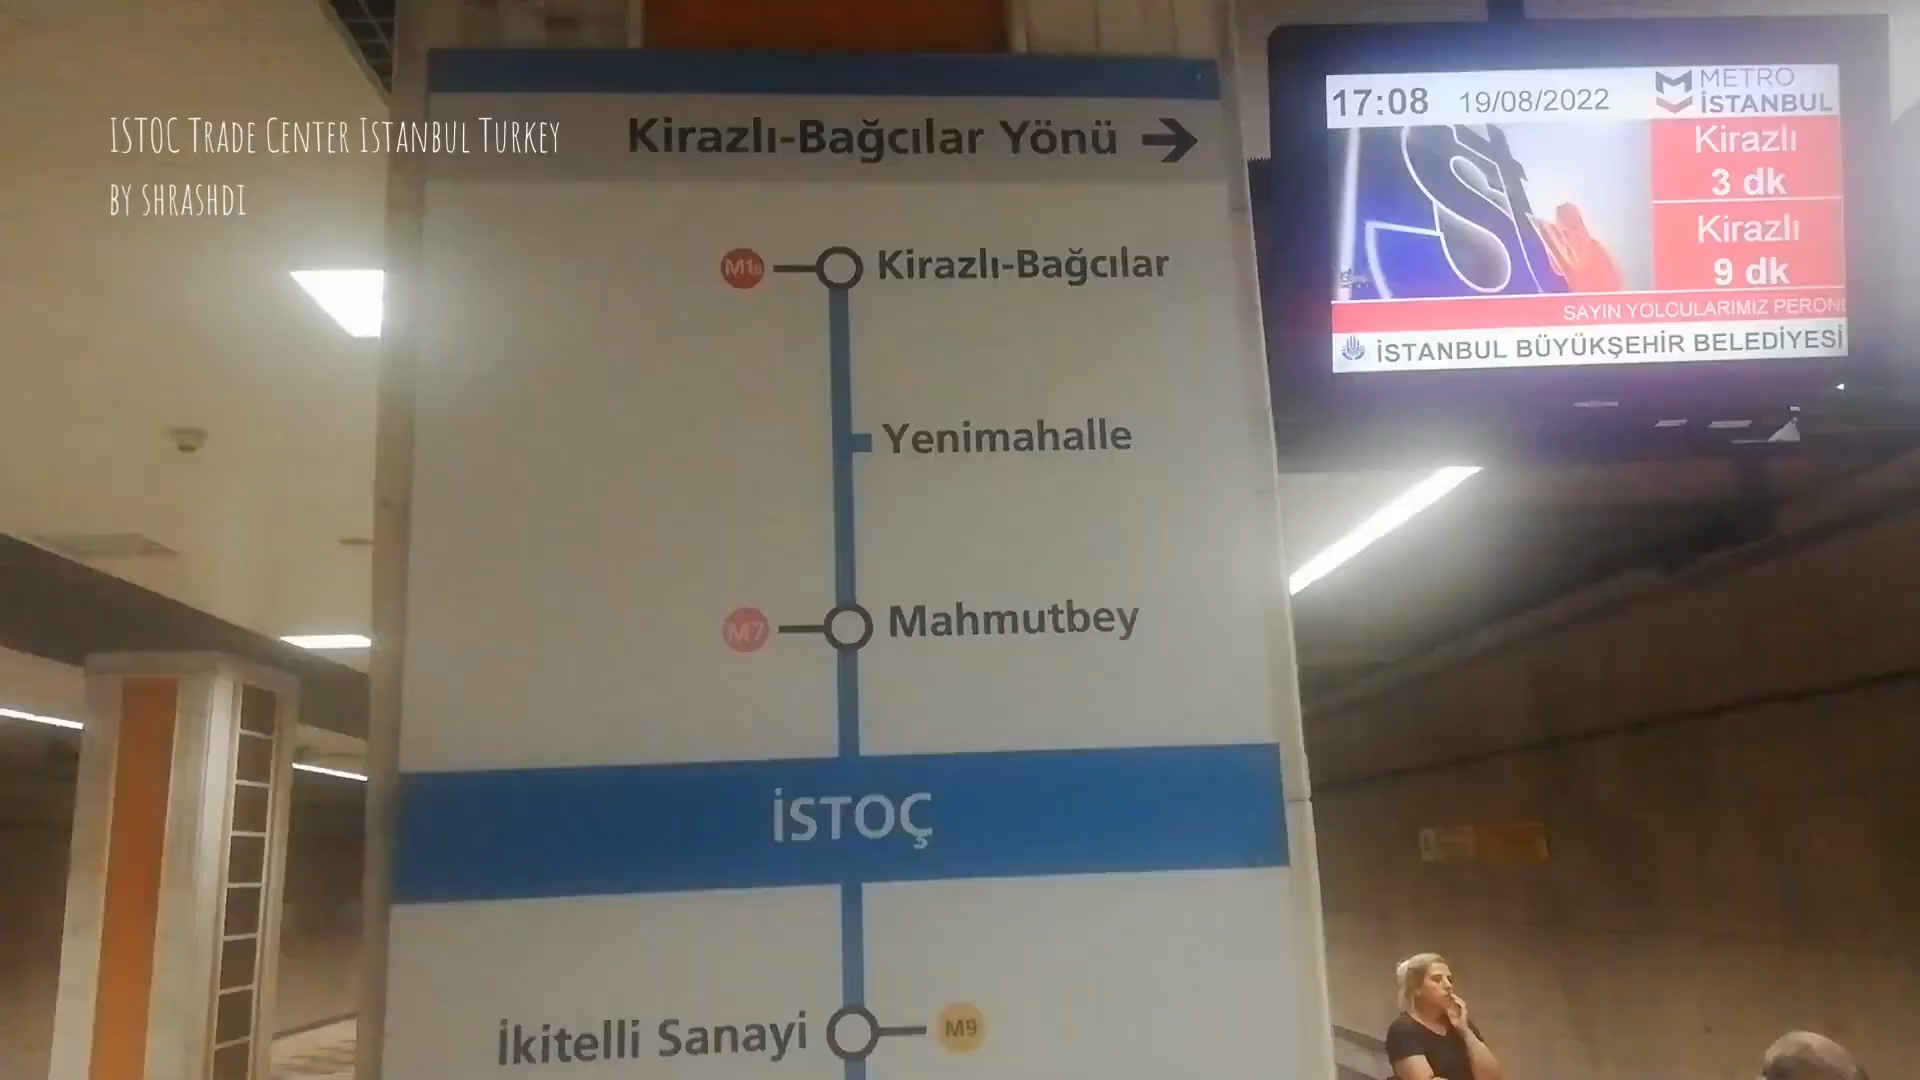 ISTOC TRADE CENTER ISTANBUL TURKEY
BY SHRASHDI
Kirazlı-Bağcılar Yönü →
M1B Kirazlı-Bağcılar
Yenimahalle
M7 Mahmutbey
İSTOÇ
İkitelli Sanayi M9
17:08 19/08/2022 METRO İSTANBUL
Kirazlı
3 dk
Kirazlı
9 dk
SAYIN YOLCULARIMIZ PERON
İSTANBUL BÜYÜKŞEHİR BELEDİYESİ